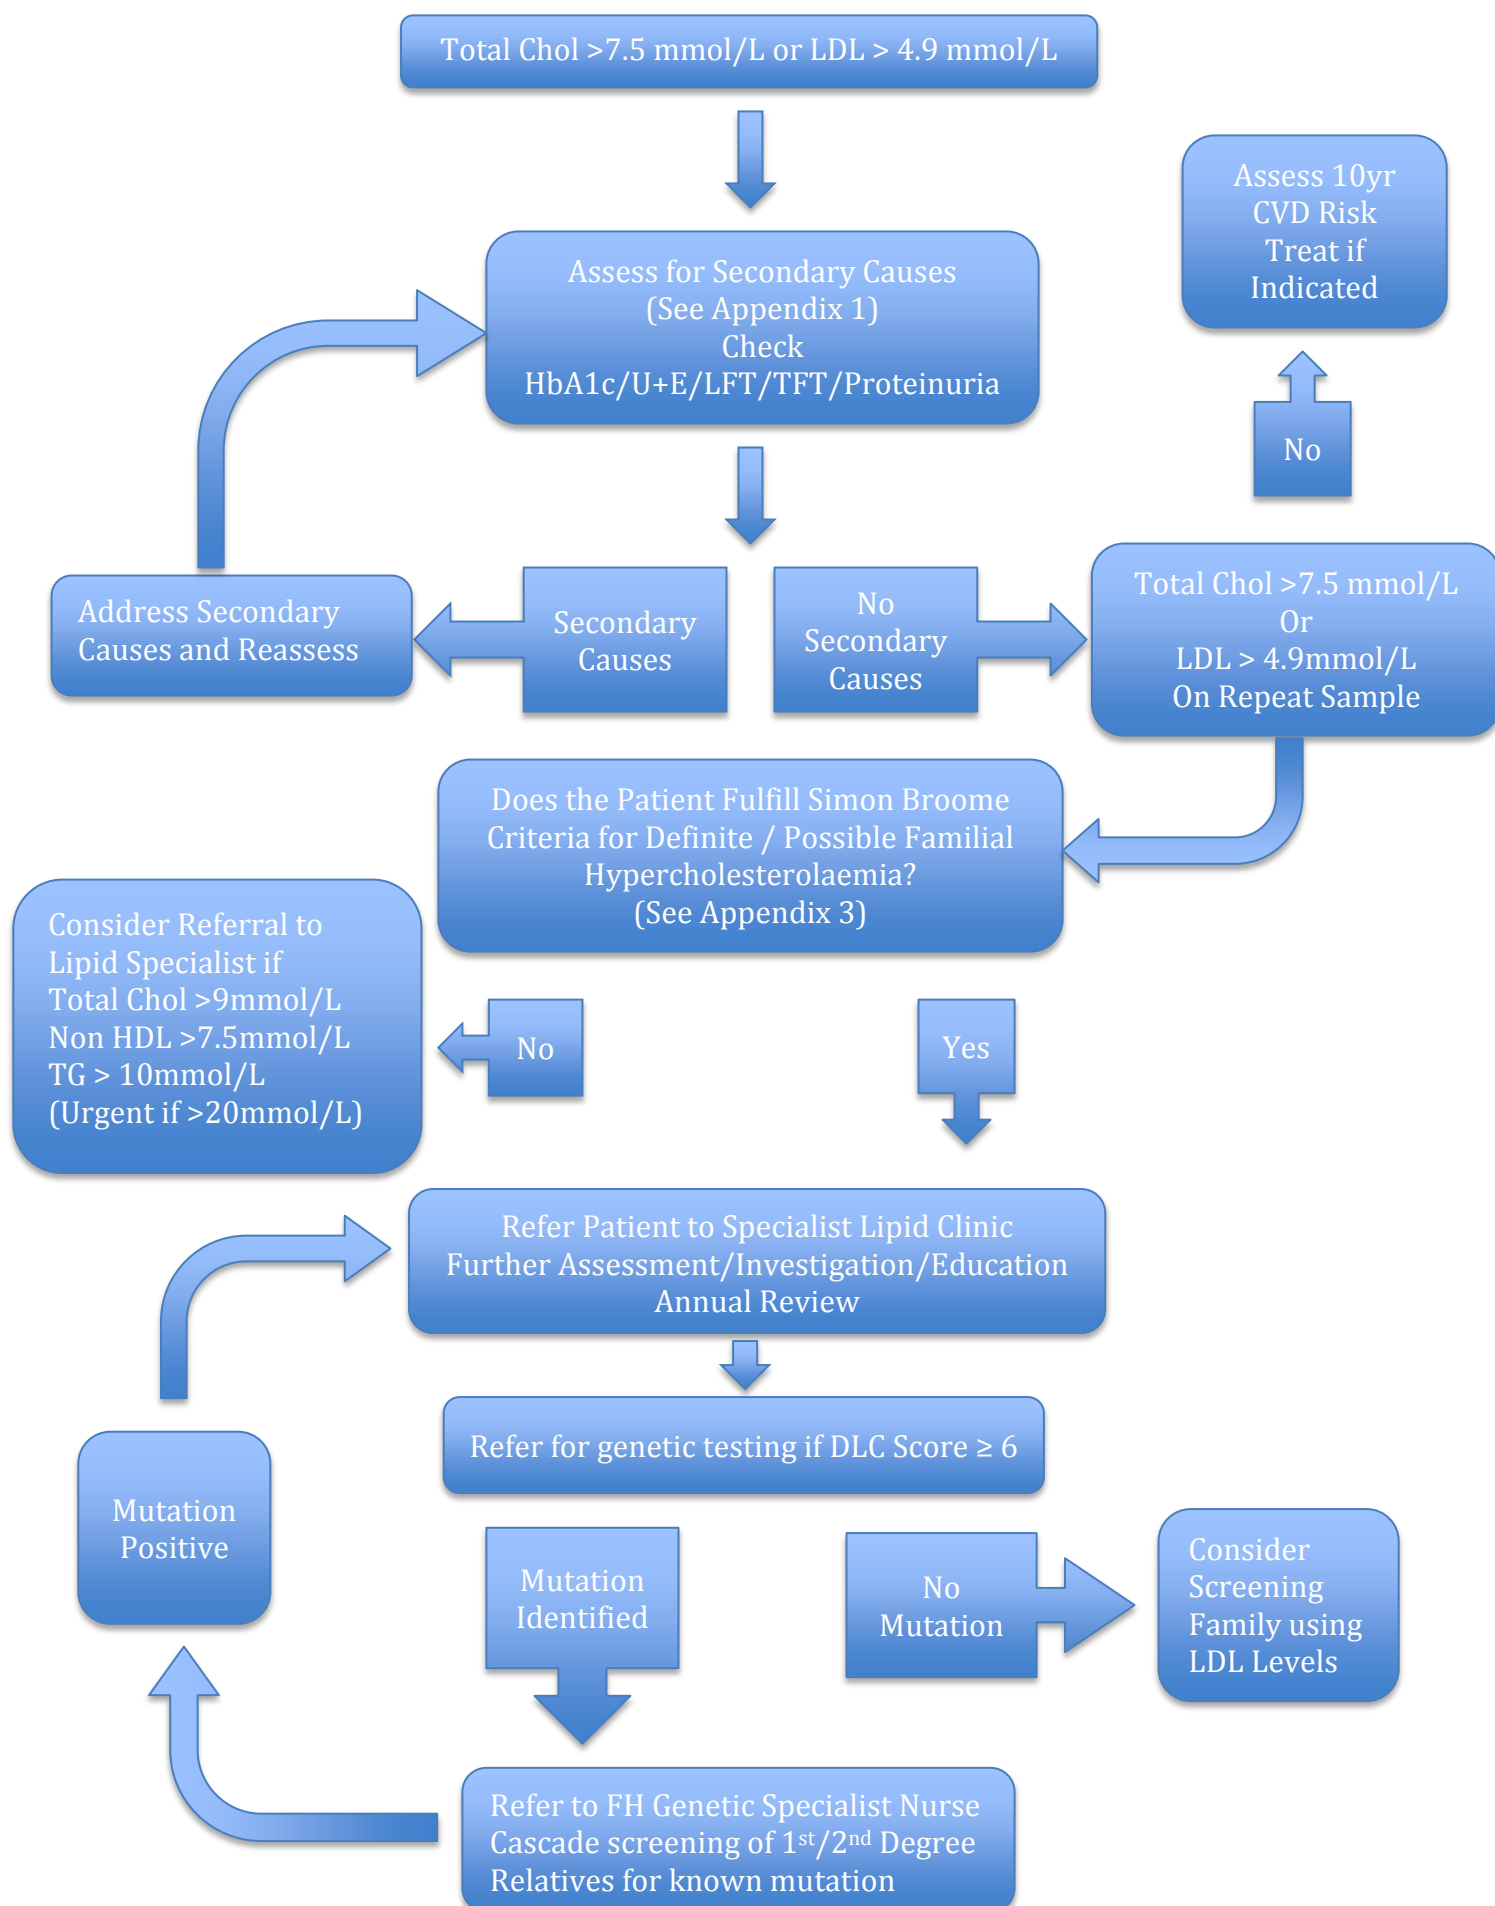 Total Chol >7.5 mmol/L or LDL > 4.9 mmol/L
Assess 10yr
CVD Risk
Treat if
Indicated
Assess for Secondary Causes
(See Appendix 1)
Check
HbA1c/U+E/LFT/TFT/Proteinuria
No
Address Secondary
Causes and Reassess
Secondary
Causes
No
Secondary
Causes
Total Chol >7.5 mmol/L
Or
LDL > 4.9mmol/L
On Repeat Sample
Does the Patient Fulfill Simon Broome
Criteria for Definite / Possible Familial
Hypercholesterolaemia?
(See Appendix 3)
Consider Referral to
Lipid Specialist if
Total Chol >9mmol/L
Non HDL >7.5mmol/L
TG > 10mmol/L
(Urgent if >20mmol/L)
No
Yes
Refer Patient to Specialist Lipid Clinic
Further Assessment/Investigation/Education
Annual Review
Refer for genetic testing if DLC Score ≥ 6
Mutation
Positive
Mutation
Identified
No
Mutation
Consider
Screening
Family using
LDL Levels
Refer to FH Genetic Specialist Nurse
Cascade screening of 1st/2nd Degree
Relatives for known mutation